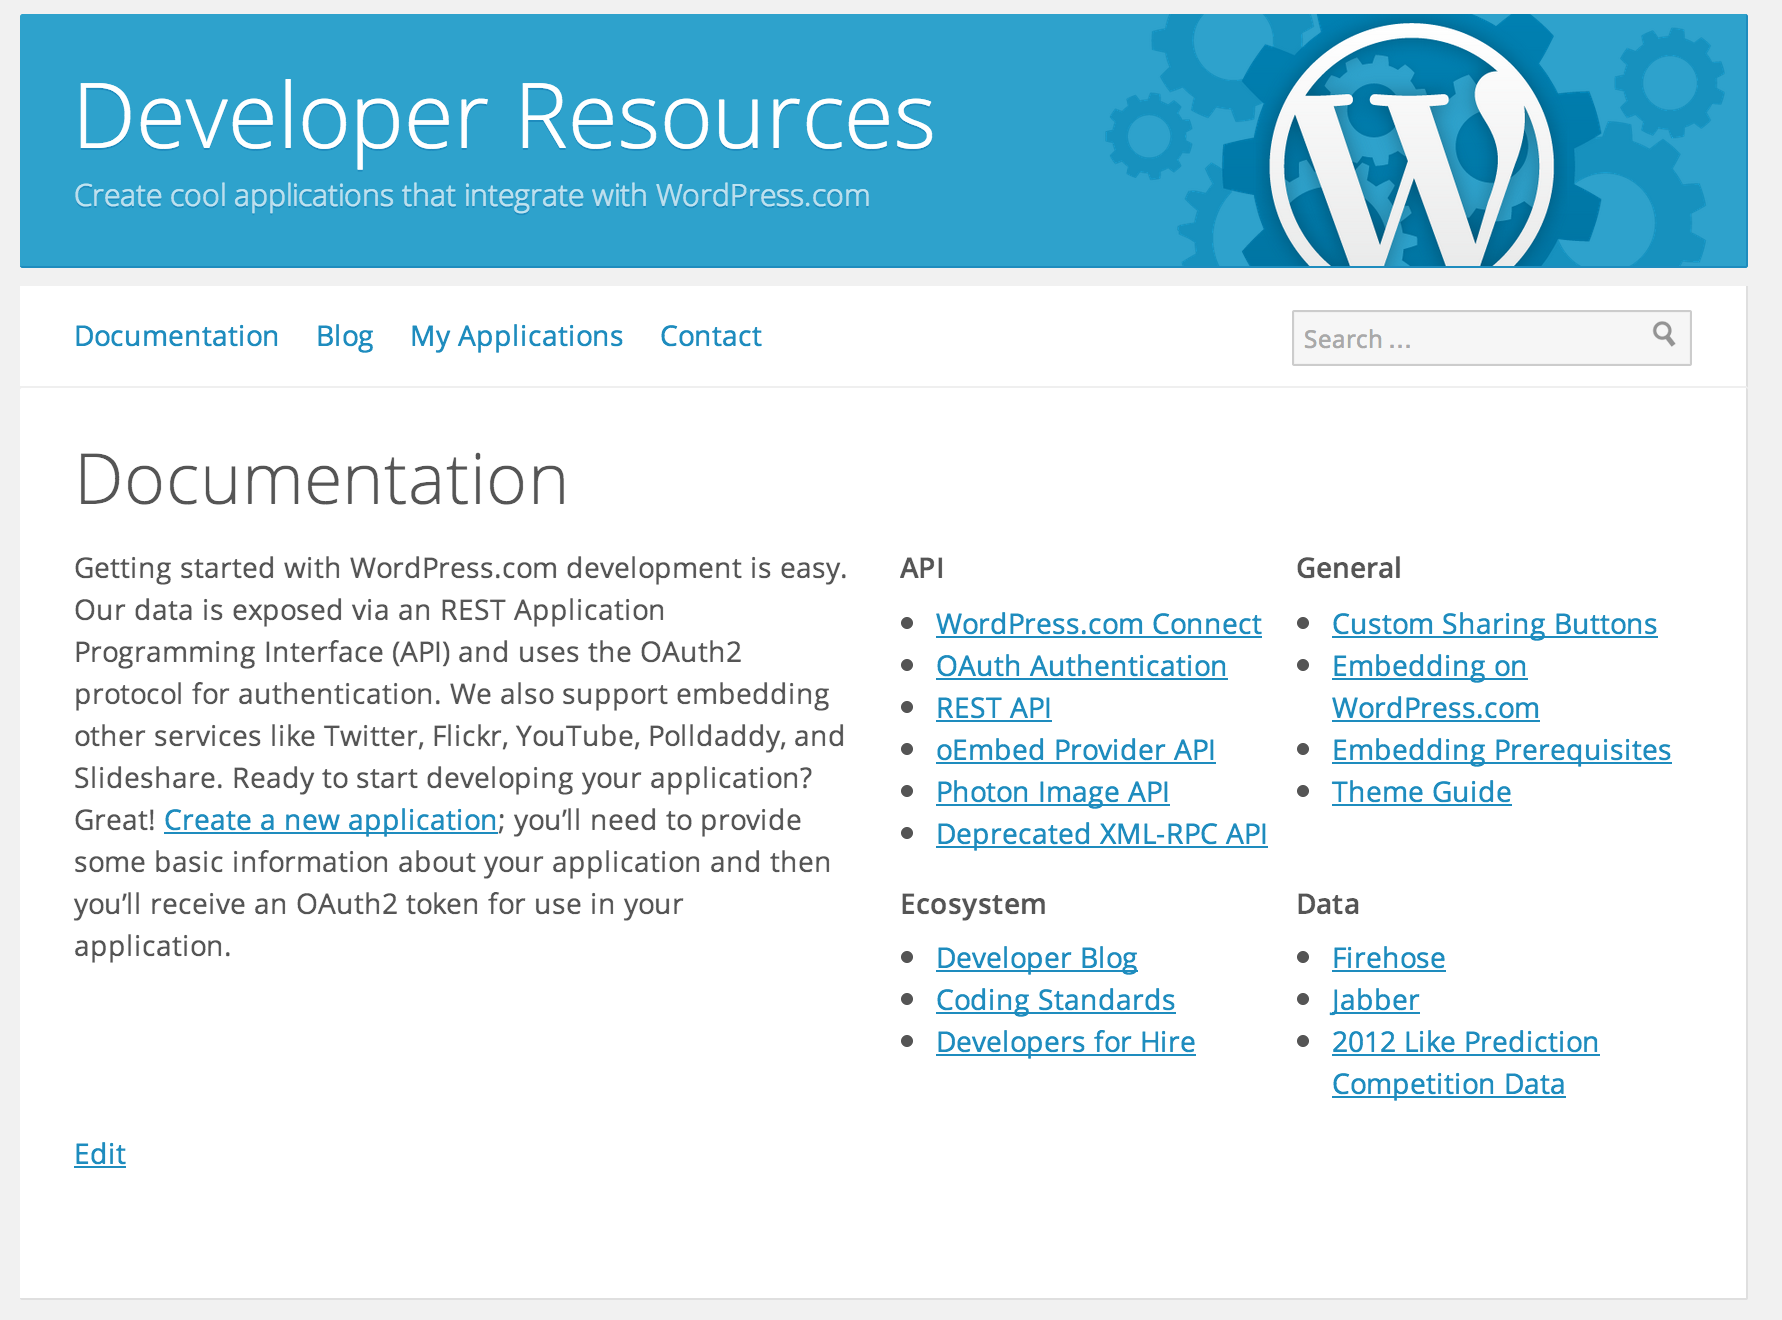 Developer Resources
Create cool applications that integrate with WordPress.com
Documentation Blog My Applications Contact Search ...
Documentation
Getting started with WordPress.com development is easy.
Our data is exposed via an REST Application
Programming Interface (API) and uses the OAuth2
protocol for authentication. We also support embedding
other services like Twitter, Flickr, YouTube, Polldaddy, and
Slideshare. Ready to start developing your application?
Great! Create a new application; you’ll need to provide
some basic information about your application and then
you’ll receive an OAuth2 token for use in your
application.
API
WordPress.com Connect
OAuth Authentication
REST API
oEmbed Provider API
Photon Image API
Deprecated XML-RPC API
General
Custom Sharing Buttons
Embedding on
WordPress.com
Embedding Prerequisites
Theme Guide
Ecosystem
Developer Blog
Coding Standards
Developers for Hire
Data
Firehose
Jabber
2012 Like Prediction
Competition Data
Edit